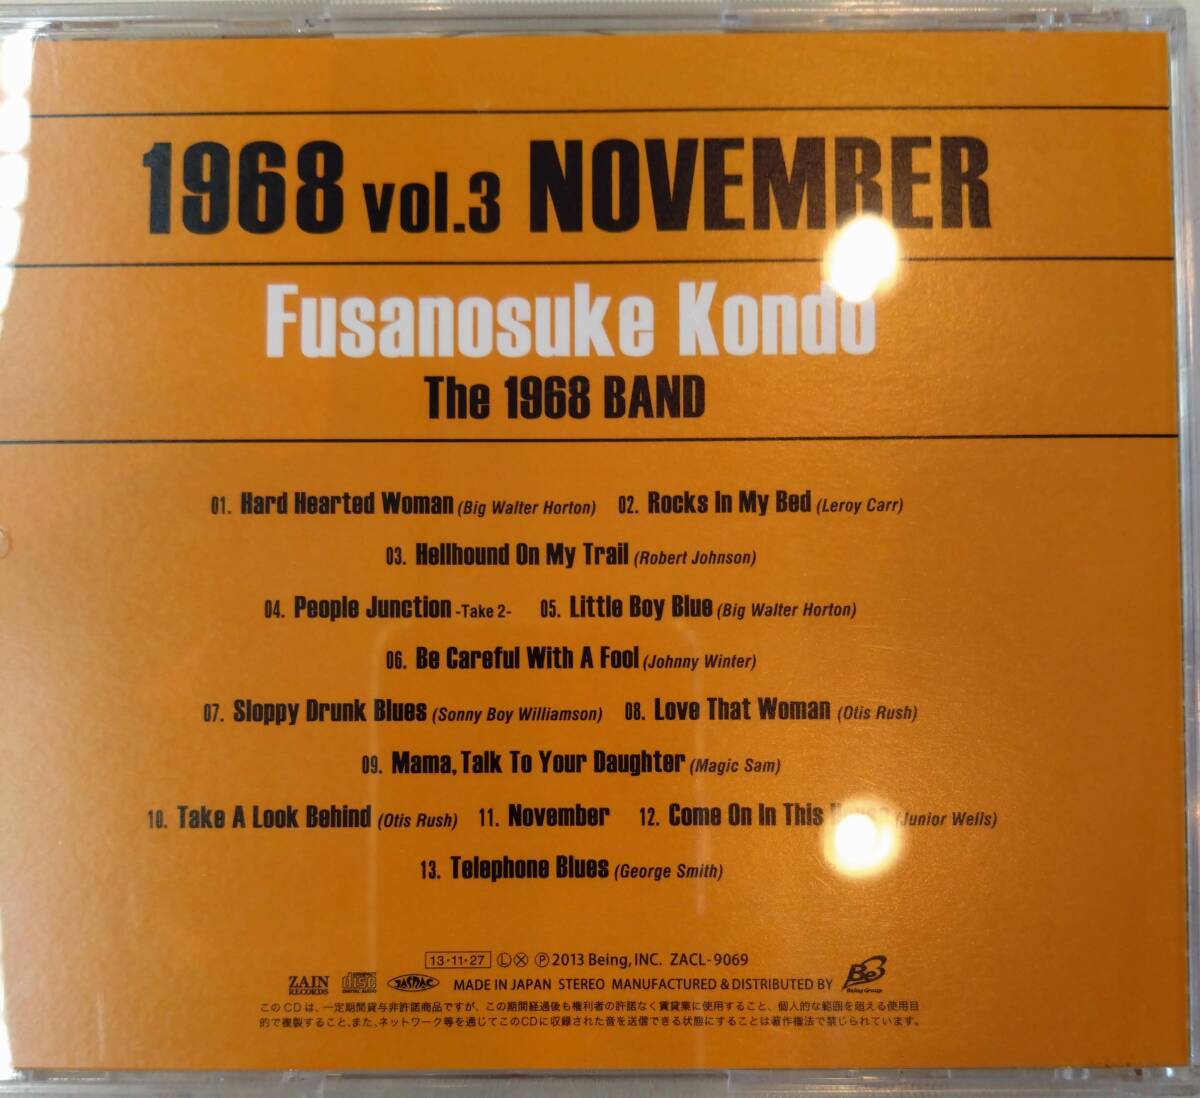 1968 vol.3 NOVEMBER
Fusanosuke Kondo
The 1968 BAND
01. Hard Hearted Woman (Big Walter Horton) 02. Rocks In My Bed (Leroy Carr)
03. Hellhound On My Trail (Robert Johnson)
04. People Junction -Take 2- 05. Little Boy Blue (Big Walter Horton)
06. Be Careful With A Fool (Johnny Winter)
07. Sloppy Drunk Blues (Sonny Boy Williamson) 08. Love That Woman (Otis Rush)
09. Mama, Talk To Your Daughter (Magic Sam)
10. Take A Look Behind (Otis Rush) 11. November 12. Come On In This House (Junior Wells)
13. Telephone Blues (George Smith)
13・11・27 Ⓛ Ⓧ Ⓟ 2013 Being, INC. ZACL-9069
ZAIN RECORDS COMPACT disc DIGITAL AUDIO JASRAC MADE IN JAPAN STEREO MANUFACTURED & DISTRIBUTED BY Be3 Being Group
このCDは、一定期間貸与非許諾商品ですが、この期間経過後も権利者の許諾なく賃貸業に使用すること、個人的な範囲を超える使用目
的で複製すること、また、ネットワーク等を通じてこのCDに収録された音を送信できる状態にすることは著作権法で禁じられています。